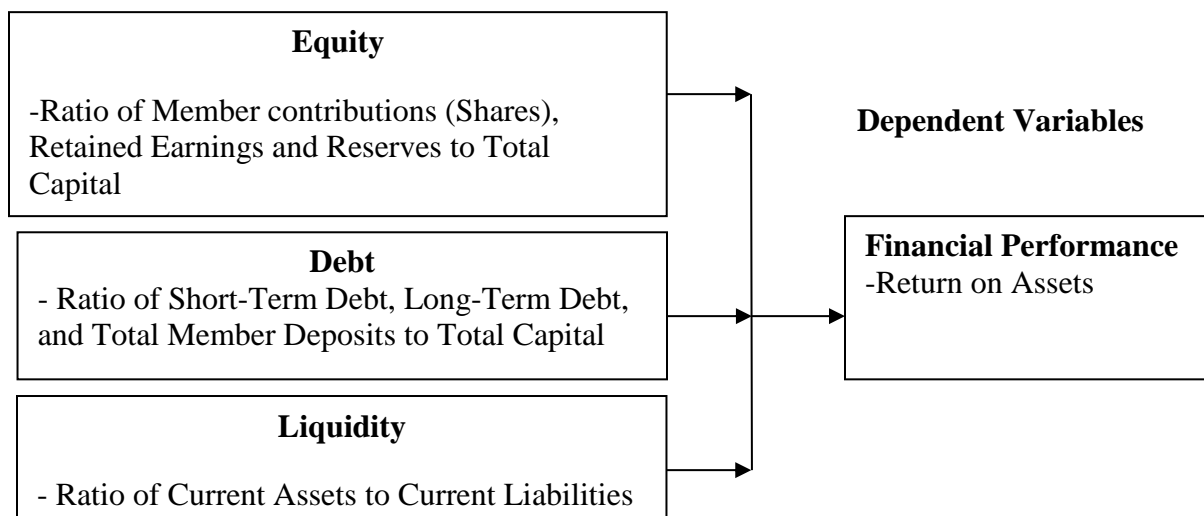 Equity
-Ratio of Member contributions (Shares),
Retained Earnings and Reserves to Total
Capital
Debt
- Ratio of Short-Term Debt, Long-Term Debt,
and Total Member Deposits to Total Capital
Liquidity
- Ratio of Current Assets to Current Liabilities
Dependent Variables
Financial Performance
-Return on Assets